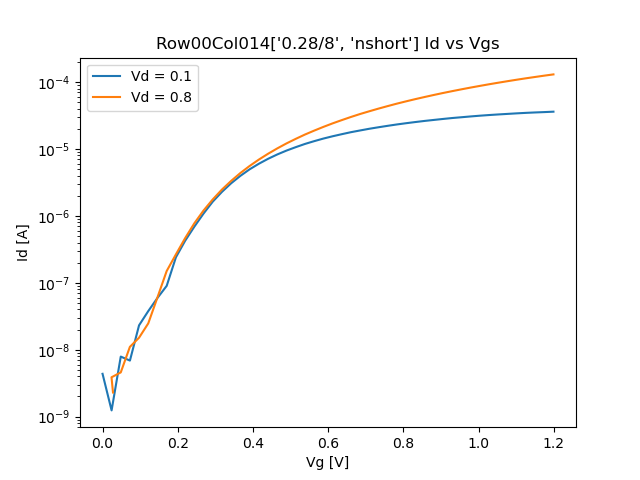 Row00Col014['0.28/8', 'nshort'] Id vs Vgs
Vd = 0.1
Vd = 0.8
10⁻⁴
10⁻⁵
10⁻⁶
10⁻⁷
10⁻⁸
10⁻⁹
Id [A]
0.0 0.2 0.4 0.6 0.8 1.0 1.2
Vg [V]